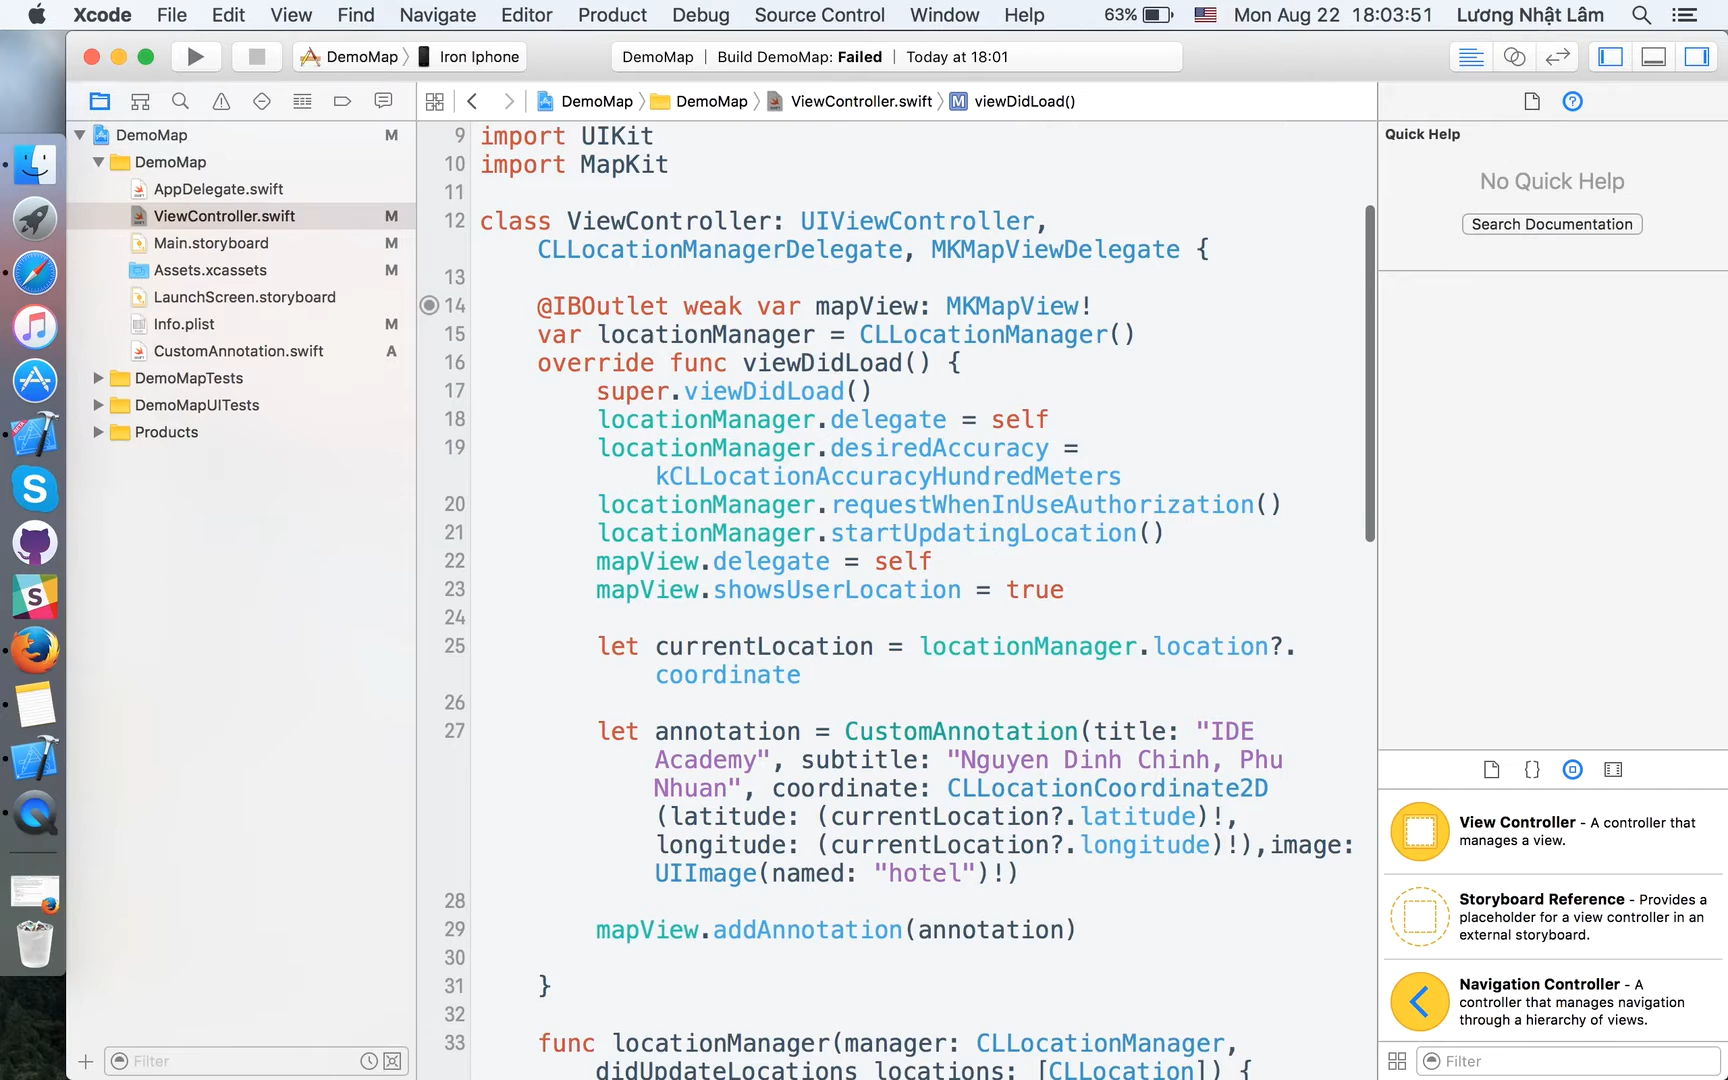 Xcode File Edit View Find Navigate Editor Product Debug Source Control Window Help 63% Mon Aug 22 18:03:51 Lương Nhật Lâm
DemoMap Iron Iphone DemoMap | Build DemoMap: Failed | Today at 18:01
DemoMap DemoMap ViewController.swift M viewDidLoad()
DemoMap M
DemoMap
AppDelegate.swift
ViewController.swift M
Main.storyboard M
Assets.xcassets M
LaunchScreen.storyboard
Info.plist M
CustomAnnotation.swift A
DemoMapTests
DemoMapUITests
Products
Filter
9 import UIKit
10 import MapKit
11
12 class ViewController: UIViewController,
CLLocationManagerDelegate, MKMapViewDelegate {
13
14 @IBOutlet weak var mapView: MKMapView!
15 var locationManager = CLLocationManager()
16 override func viewDidLoad() {
17 super.viewDidLoad()
18 locationManager.delegate = self
19 locationManager.desiredAccuracy =
kCLLocationAccuracyHundredMeters
20 locationManager.requestWhenInUseAuthorization()
21 locationManager.startUpdatingLocation()
22 mapView.delegate = self
23 mapView.showsUserLocation = true
24
25 let currentLocation = locationManager.location?.
coordinate
26
27 let annotation = CustomAnnotation(title: "IDE
Academy", subtitle: "Nguyen Dinh Chinh, Phu
Nhuan", coordinate: CLLocationCoordinate2D
(latitude: (currentLocation?.latitude)!,
longitude: (currentLocation?.longitude)!),image:
UIImage(named: "hotel")!)
28
29 mapView.addAnnotation(annotation)
30
31 }
32
33 func locationManager(manager: CLLocationManager,
didUpdateLocations locations: [CLLocation]) {
Quick Help
No Quick Help
Search Documentation
View Controller - A controller that
manages a view.
Storyboard Reference - Provides a
placeholder for a view controller in an
external storyboard.
Navigation Controller - A
controller that manages navigation
through a hierarchy of views.
Filter